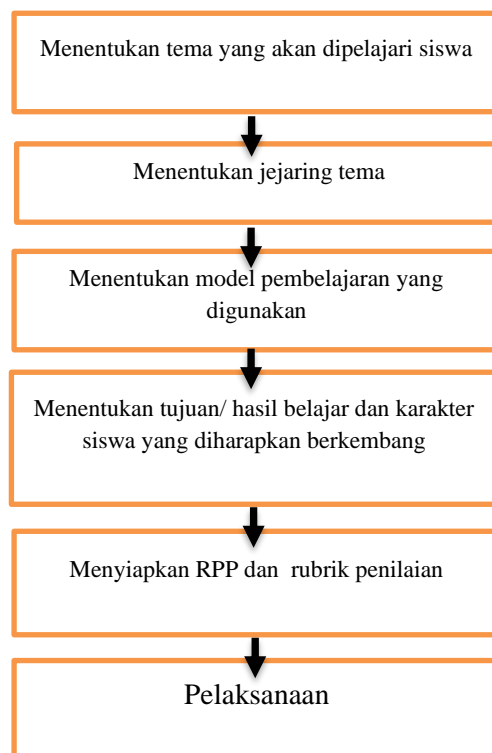 Menentukan tema yang akan dipelajari siswa
Menentukan jejaring tema
Menentukan model pembelajaran yang
digunakan
Menentukan tujuan/ hasil belajar dan karakter
siswa yang diharapkan berkembang
Menyiapkan RPP dan rubrik penilaian
Pelaksanaan